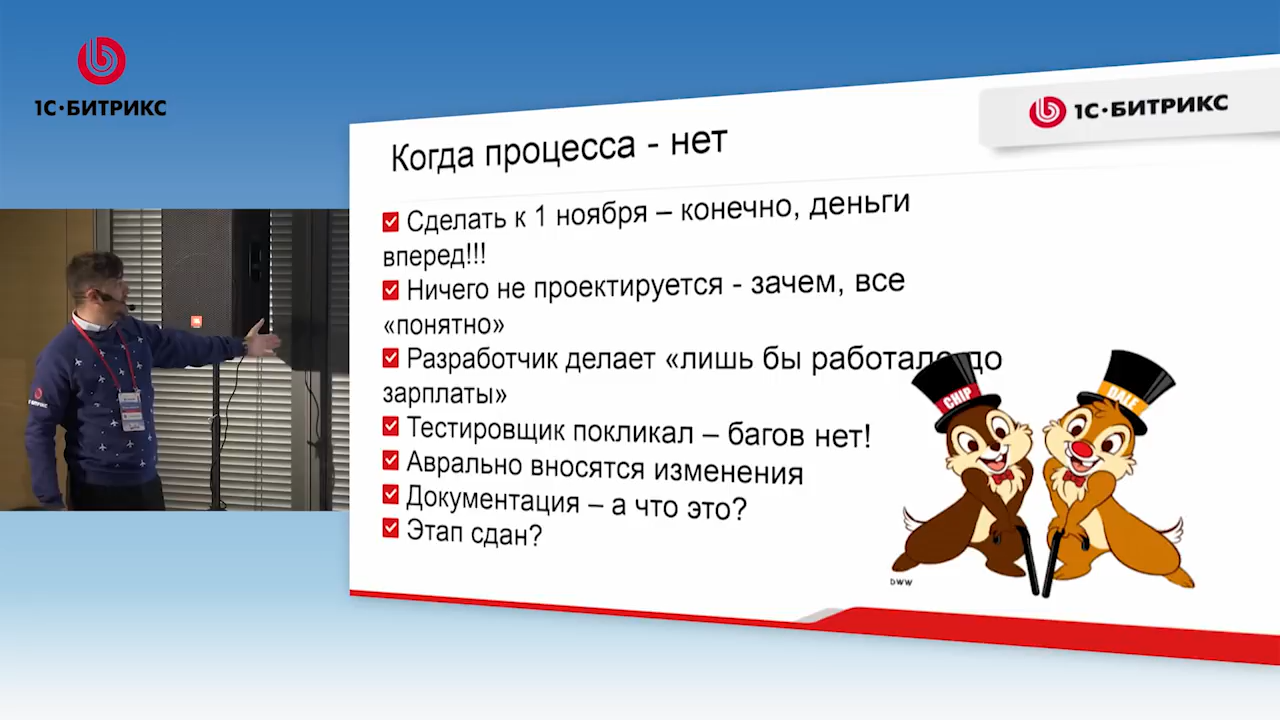 1С·БИТРИКС
1С·БИТРИКС
Когда процесса - нет
Сделать к 1 ноября – конечно, деньги
вперед!!!
Ничего не проектируется - зачем, все
«понятно»
Разработчик делает «лишь бы работало до
зарплаты»
Тестировщик покликал – багов нет!
Аврально вносятся изменения
Документация – а что это?
Этап сдан?
CHIP
DALE
DWW
БИТРИКС